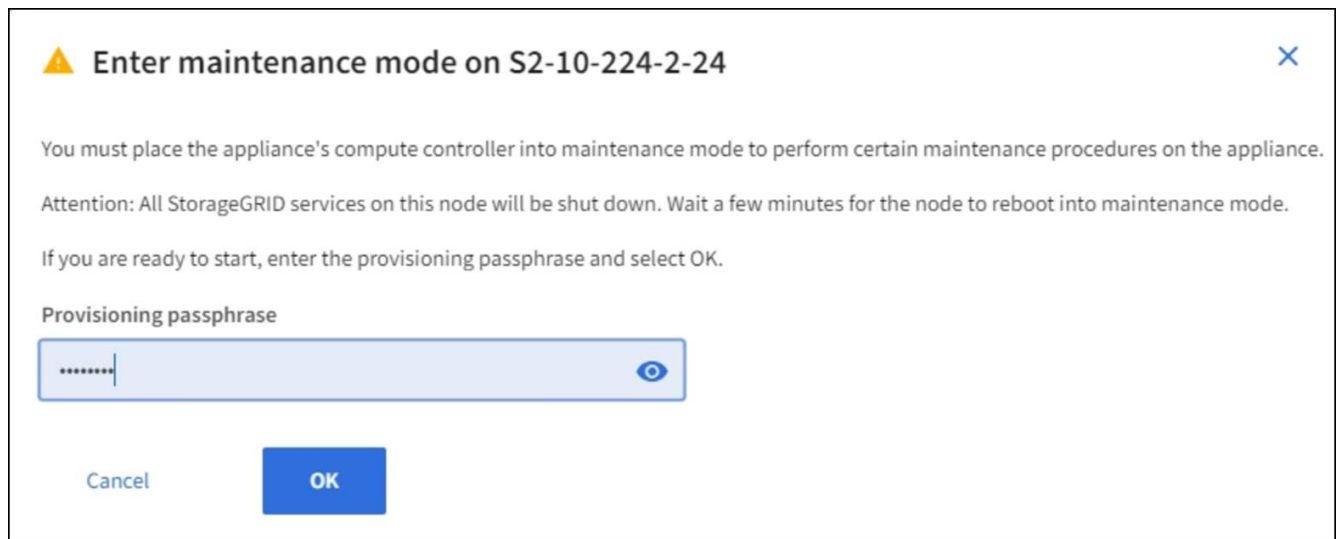 Enter maintenance mode on S2-10-224-2-24
You must place the appliance's compute controller into maintenance mode to perform certain maintenance procedures on the appliance.
Attention: All StorageGRID services on this node will be shut down. Wait a few minutes for the node to reboot into maintenance mode.
If you are ready to start, enter the provisioning passphrase and select OK.
Provisioning passphrase
••••••••
Cancel OK